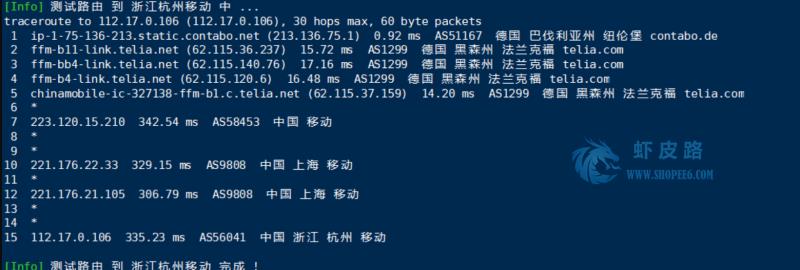 [Info] 测试路由 到 浙江杭州移动 中 ...
traceroute to 112.17.0.106 (112.17.0.106), 30 hops max, 60 byte packets
1 ip-1-75-136-213.static.contabo.net (213.136.75.1) 0.92 ms AS51167 德国 巴伐利亚州 纽伦堡 contabo.de
2 ffm-b11-link.telia.net (62.115.36.237) 15.72 ms AS1299 德国 黑森州 法兰克福 telia.com
3 ffm-bb4-link.telia.net (62.115.140.76) 17.16 ms AS1299 德国 黑森州 法兰克福 telia.com
4 ffm-b4-link.telia.net (62.115.120.6) 16.48 ms AS1299 德国 黑森州 法兰克福 telia.com
5 chinamobile-ic-327138-ffm-b1.c.telia.net (62.115.37.159) 14.20 ms AS1299 德国 黑森州 法兰克福 telia.com
6 *
7 223.120.15.210 342.54 ms AS58453 中国 移动
8 *
9 *
10 221.176.22.33 329.15 ms AS9808 中国 上海 移动
11 *
12 221.176.21.105 306.79 ms AS9808 中国 上海 移动
13 *
14 *
15 112.17.0.106 335.23 ms AS56041 中国 浙江 杭州 移动
[Info] 测试路由 到 浙江杭州移动 完成 !
虾皮路
WWW.SHOPEE6.COM